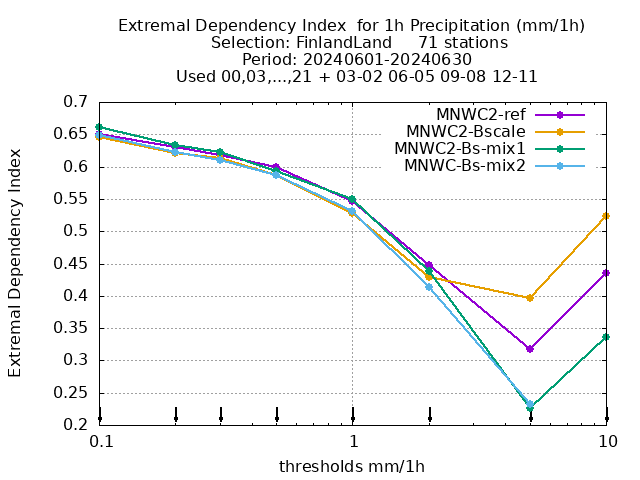 Extremal Dependency Index  for 1h Precipitation (mm/1h)
Selection: FinlandLand     71 stations
Period: 20240601-20240630
Used 00,03,...,21 + 03-02 06-05 09-08 12-11
MNWC2-ref
MNWC2-Bscale
MNWC2-Bs-mix1
MNWC-Bs-mix2
Extremal Dependency Index
0.7
0.65
0.6
0.55
0.5
0.45
0.4
0.35
0.3
0.25
0.2
0.1 1 10
thresholds mm/1h